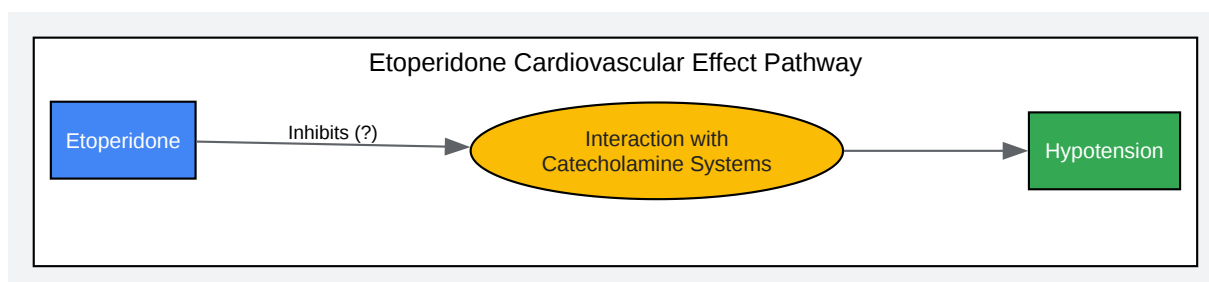 Etoperidone Cardiovascular Effect Pathway
Etoperidone
Inhibits (?)
Interaction with
Catecholamine Systems
Hypotension